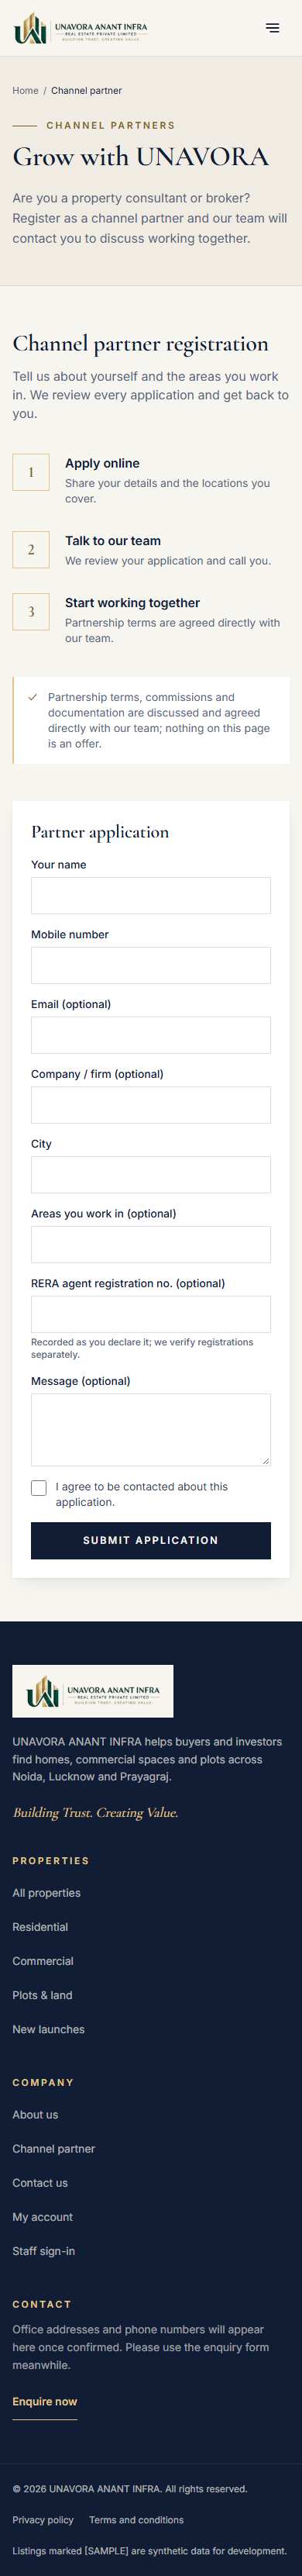 UNAVORA ANANT INFRA
REAL ESTATE PRIVATE LIMITED
BUILDING TRUST. CREATING VALUE.
Home / Channel partner
CHANNEL PARTNERS
Grow with UNAVORA
Are you a property consultant or broker?
Register as a channel partner and our team will
contact you to discuss working together.
Channel partner registration
Tell us about yourself and the areas you work
in. We review every application and get back to
you.
1
Apply online
Share your details and the locations you
cover.
2
Talk to our team
We review your application and call you.
3
Start working together
Partnership terms are agreed directly with
our team.
Partnership terms, commissions and
documentation are discussed and agreed
directly with our team; nothing on this page
is an offer.
Partner application
Your name
Mobile number
Email (optional)
Company / firm (optional)
City
Areas you work in (optional)
RERA agent registration no. (optional)
Recorded as you declare it; we verify registrations
separately.
Message (optional)
I agree to be contacted about this
application.
SUBMIT APPLICATION
UNAVORA ANANT INFRA
REAL ESTATE PRIVATE LIMITED
BUILDING TRUST. CREATING VALUE.
UNAVORA ANANT INFRA helps buyers and investors
find homes, commercial spaces and plots across
Noida, Lucknow and Prayagraj.
Building Trust. Creating Value.
PROPERTIES
All properties
Residential
Commercial
Plots & land
New launches
COMPANY
About us
Channel partner
Contact us
My account
Staff sign-in
CONTACT
Office addresses and phone numbers will appear
here once confirmed. Please use the enquiry form
meanwhile.
Enquire now
© 2026 UNAVORA ANANT INFRA. All rights reserved.
Privacy policy Terms and conditions
Listings marked [SAMPLE] are synthetic data for development.